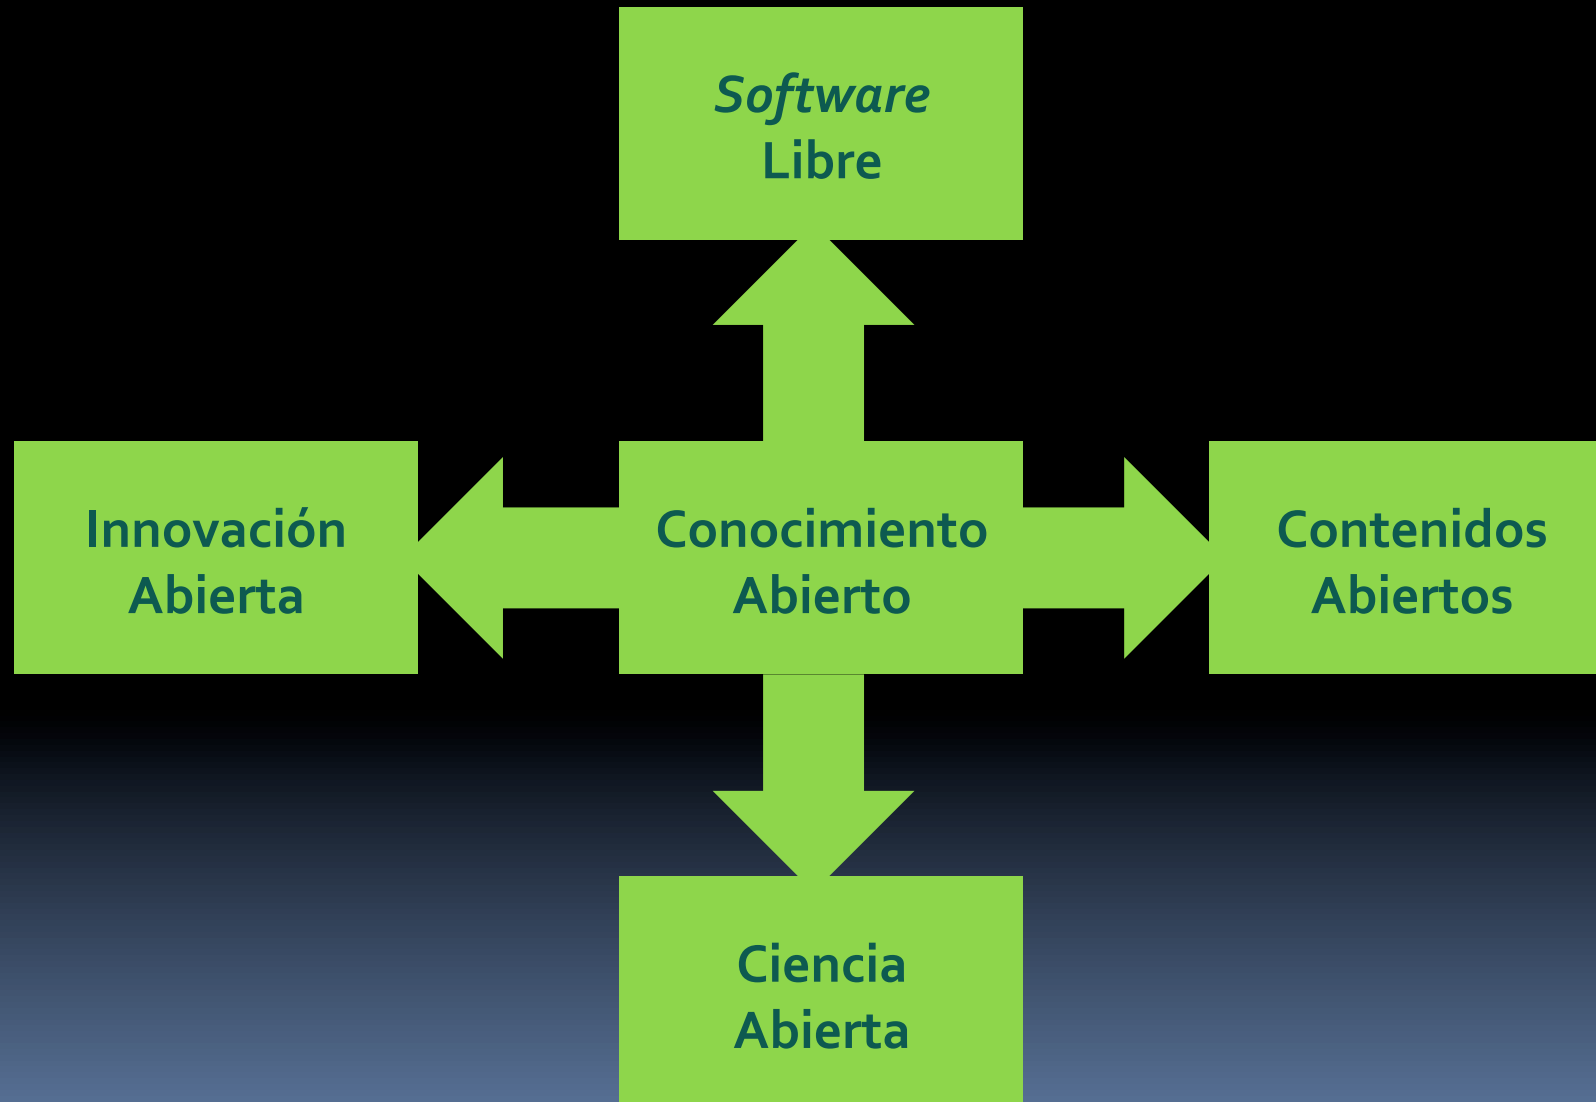 Software
Libre
Innovación
Abierta
Conocimiento
Abierto
Contenidos
Abiertos
Ciencia
Abierta